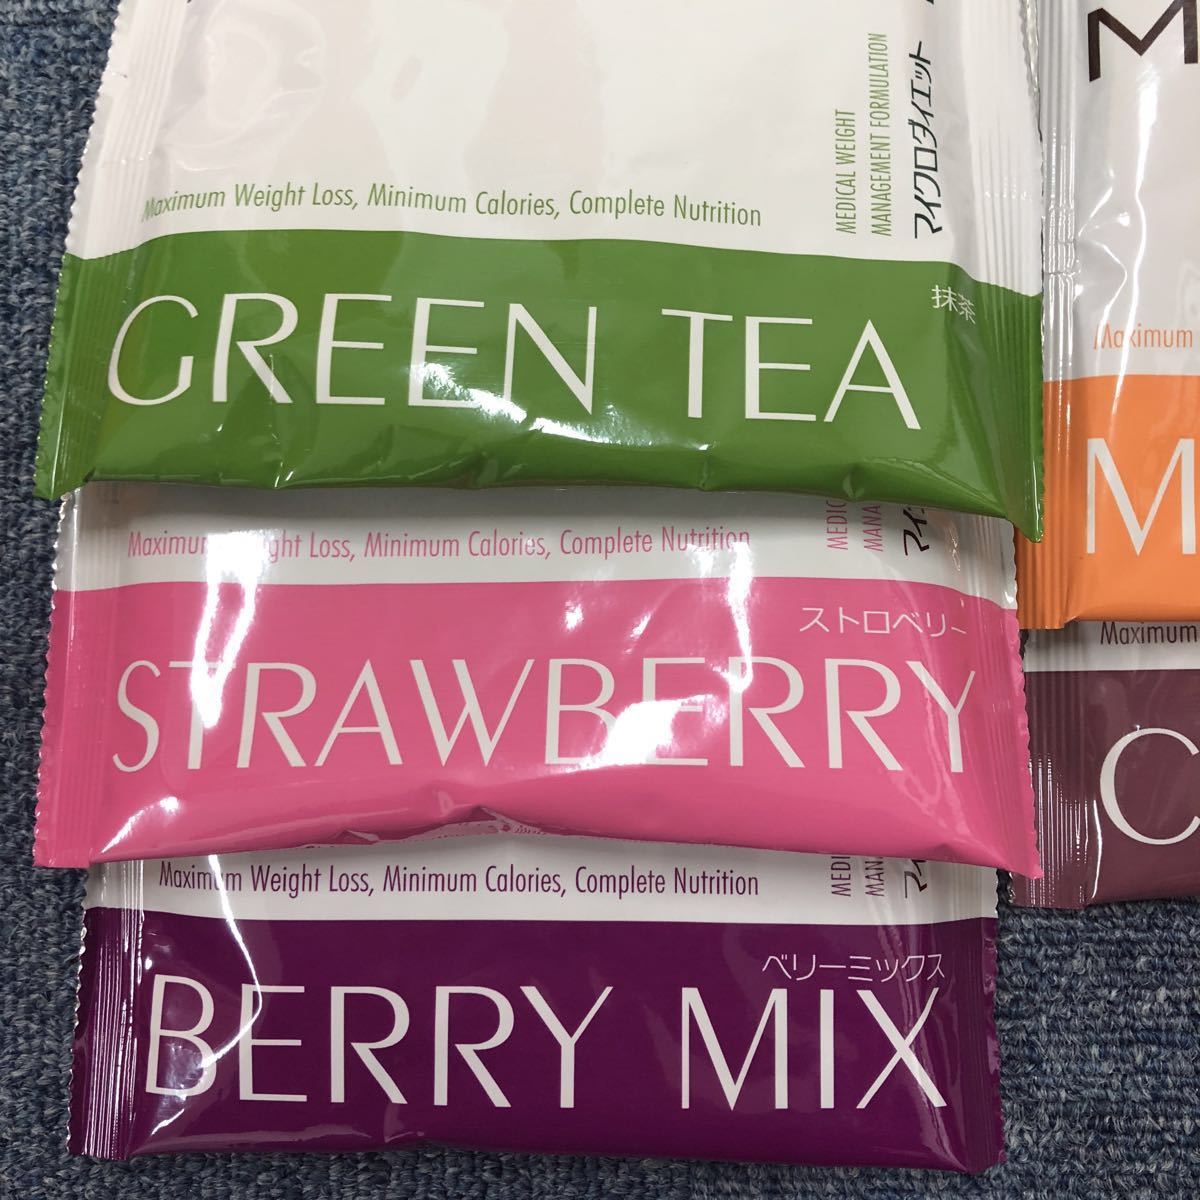 MEDICAL WEIGHT
MANAGEMENT FORMULATION
マイクロダイエット
Maximum Weight Loss, Minimum Calories, Complete Nutrition
抹茶
GREEN TEA
Maximum Weight Loss, Minimum Calories, Complete Nutrition
ストロベリー
STRAWBERRY
Maximum Weight Loss, Minimum Calories, Complete Nutrition
ベリーミックス
BERRY MIX
M
Maximum
M
Maximum
C